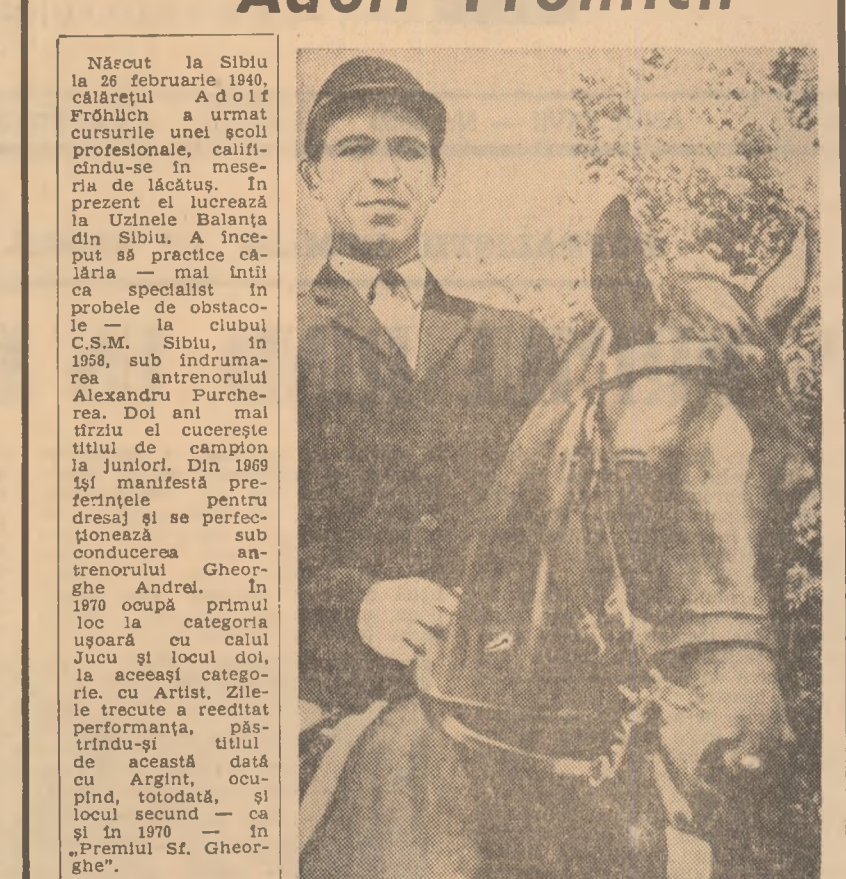 Adolf Fröhlich
Născut la Sibiu
la 26 februarie 1940,
călărețul Adolf
Fröhlich a urmat
cursurile unei școli
profesionale, califi-
cîndu-se în mese-
ria de lăcătuș. În
prezent el lucrează
la Uzinele Balanța
din Sibiu. A înce-
put să practice că-
lăria — mai întîi
ca specialist în
probele de obstaco-
le — la clubul
C.S.M. Sibiu, în
1958, sub îndruma-
rea antrenorului
Alexandru Purche-
rea. Doi ani mai
tîrziu el cucerește
titlul de campion
la juniori. Din 1969
își manifestă pre-
ferințele pentru
dresaj și se perfec-
ționează sub
conducerea an-
trenorului Gheor-
ghe Andrei. În
1970 ocupă primul
loc la categoria
ușoară cu calul
Jucu și locul doi,
la aceeași catego-
rie, cu Artist. Zile-
le trecute a reeditat
performanța, păs-
trîndu-și titlul
de această dată
cu Argint, ocu-
pînd, totodată, și
locul secund — ca
și în 1970 — în
„Premiul Sf. Gheor-
ghe”.